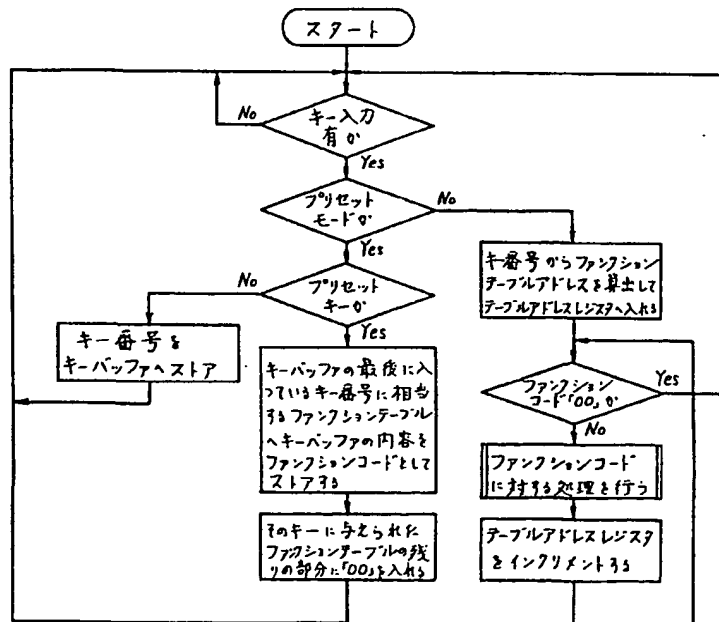 スタート
キー入力
有か
No
Yes
プリセット
モードか
No
Yes
プリセット
キーか
No
Yes
キー番号を
キーバッファへストア
キーバッファの最後に入
っているキー番号に相当
するファンクションテーブル
へキーバッファの内容を
ファンクションコードとして
ストアする
そのキーに与えられた
ファンクションテーブルの残
りの部分に「00」を入れる
キー番号からファンクション
テーブルアドレスを算出して
テーブルアドレスレジスタへ入れる
ファンクション
コード「00」か
Yes
No
ファンクションコード
に対する処理を行う
テーブルアドレスレジスタ
をインクリメントする